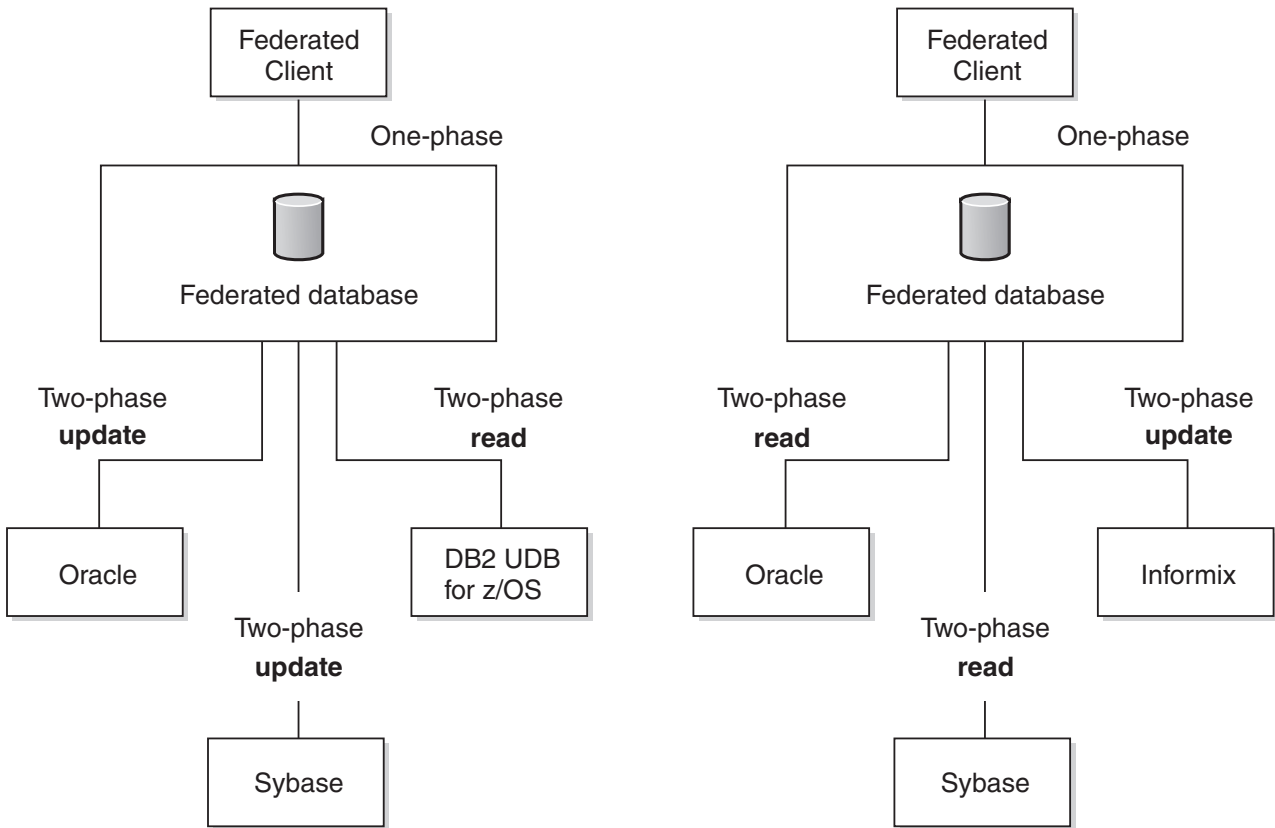 Federated
Client
One-phase
Federated database
Two-phase
update
Two-phase
read
Oracle
DB2 UDB
for z/OS
Two-phase
update
Sybase
Federated
Client
One-phase
Federated database
Two-phase
read
Two-phase
update
Oracle
Informix
Two-phase
read
Sybase